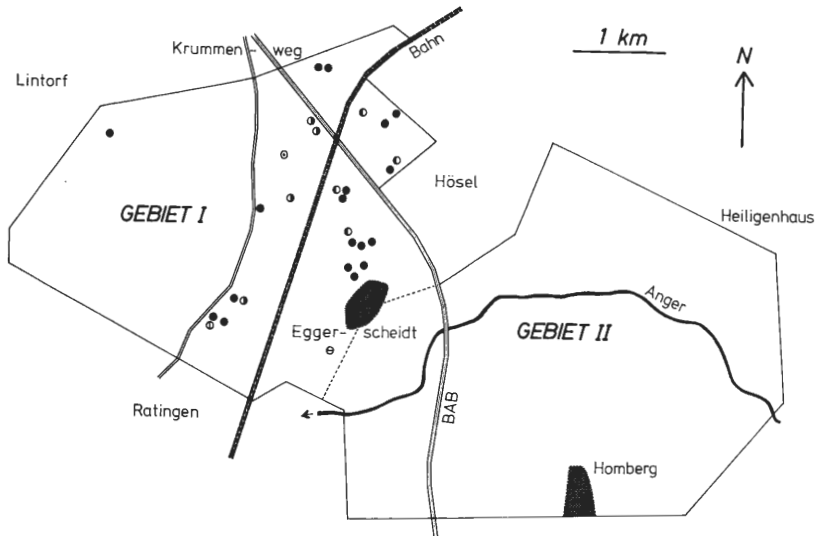 Krummen - weg
Bahn
1 km
N
Lintorf
Hösel
GEBIET I
Heiligenhaus
Anger
Egger- scheidt
GEBIET II
Ratingen
BAB
Homberg